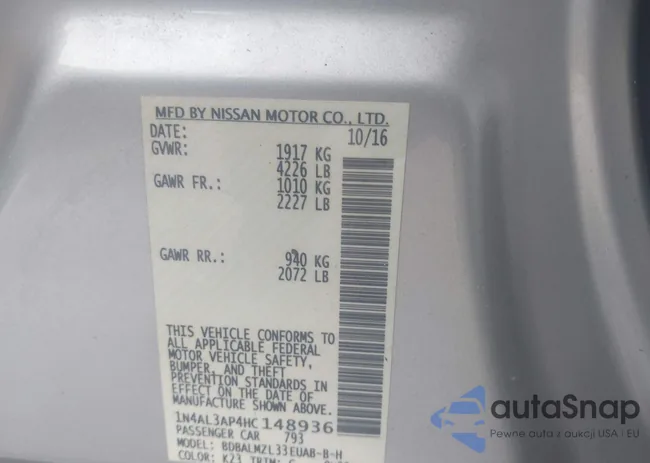 MFD BY NISSAN MOTOR CO., LTD.
DATE: 10/16
GVWR: 1917 KG
4226 LB
GAWR FR.: 1010 KG
2227 LB
GAWR RR.: 940 KG
2072 LB
THIS VEHICLE CONFORMS TO
ALL APPLICABLE FEDERAL
MOTOR VEHICLE SAFETY,
BUMPER, AND THEFT
PREVENTION STANDARDS IN
EFFECT ON THE DATE OF
MANUFACTURE SHOWN ABOVE.
1N4AL3AP4HC148936
PASSENGER CAR 793
MODEL: BDBALMZL33EUAB-B-H
COLOR: K23 TRIM: G
autoSnap
Pewne auta z aukcji USA i EU